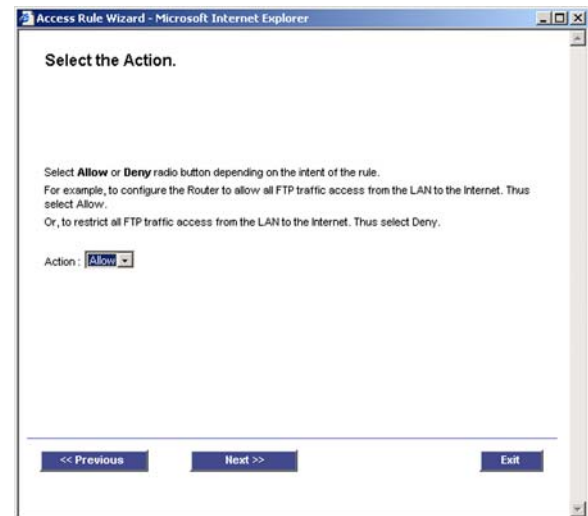 Access Rule Wizard - Microsoft Internet Explorer
Select the Action.
Select Allow or Deny radio button depending on the intent of the rule.
For example, to configure the Router to allow all FTP traffic access from the LAN to the Internet. Thus
select Allow.
Or, to restrict all FTP traffic access from the LAN to the Internet. Thus select Deny.
Action : Allow
<< Previous
Next >>
Exit